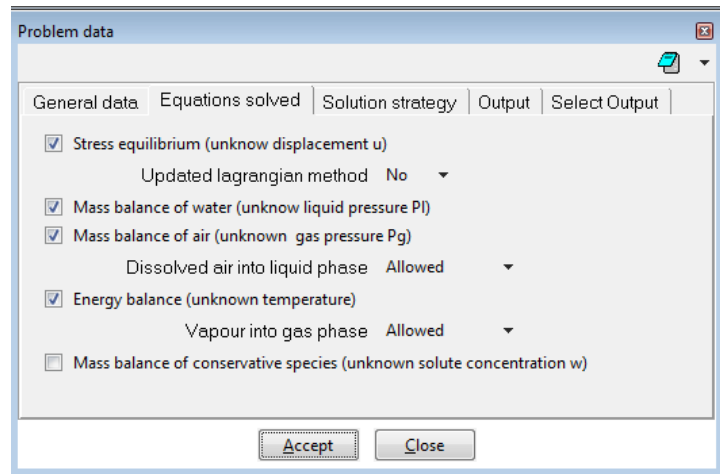 Problem data
General data Equations solved Solution strategy Output Select Output
Stress equilibrium (unknow displacement u)
Updated lagrangian method No
Mass balance of water (unknow liquid pressure Pl)
Mass balance of air (unknown gas pressure Pg)
Dissolved air into liquid phase Allowed
Energy balance (unknown temperature)
Vapour into gas phase Allowed
Mass balance of conservative species (unknown solute concentration w)
Accept Close